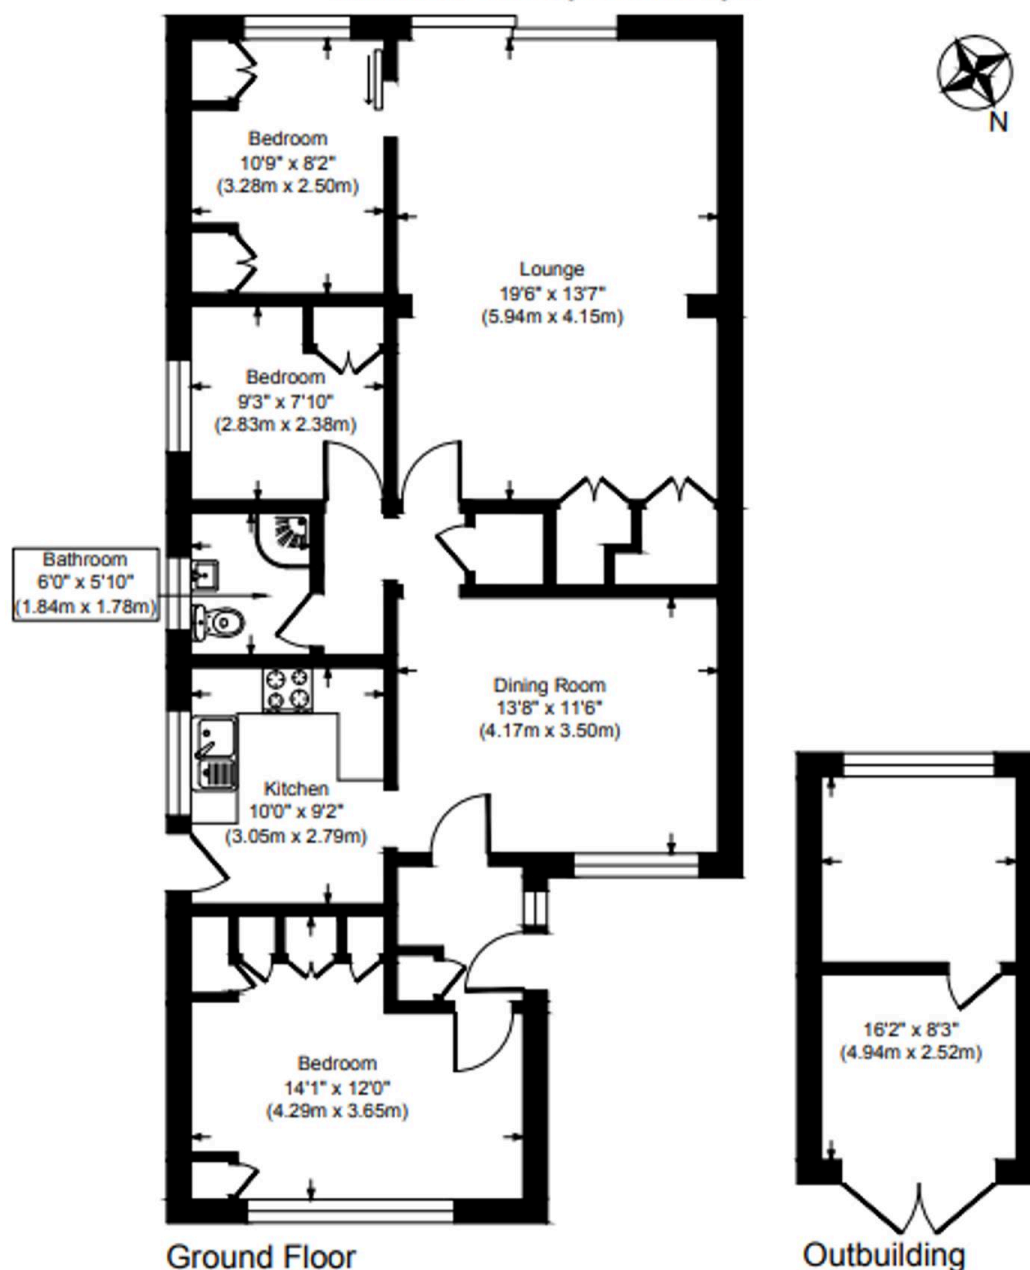 N
Bedroom
10'9" x 8'2"
(3.28m x 2.50m)
Lounge
19'6" x 13'7"
(5.94m x 4.15m)
Bedroom
9'3" x 7'10"
(2.83m x 2.38m)
Bathroom
6'0" x 5'10"
(1.84m x 1.78m)
Dining Room
13'8" x 11'6"
(4.17m x 3.50m)
Kitchen
10'0" x 9'2"
(3.05m x 2.79m)
16'2" x 8'3"
(4.94m x 2.52m)
Bedroom
14'1" x 12'0"
(4.29m x 3.65m)
Ground Floor
Outbuilding